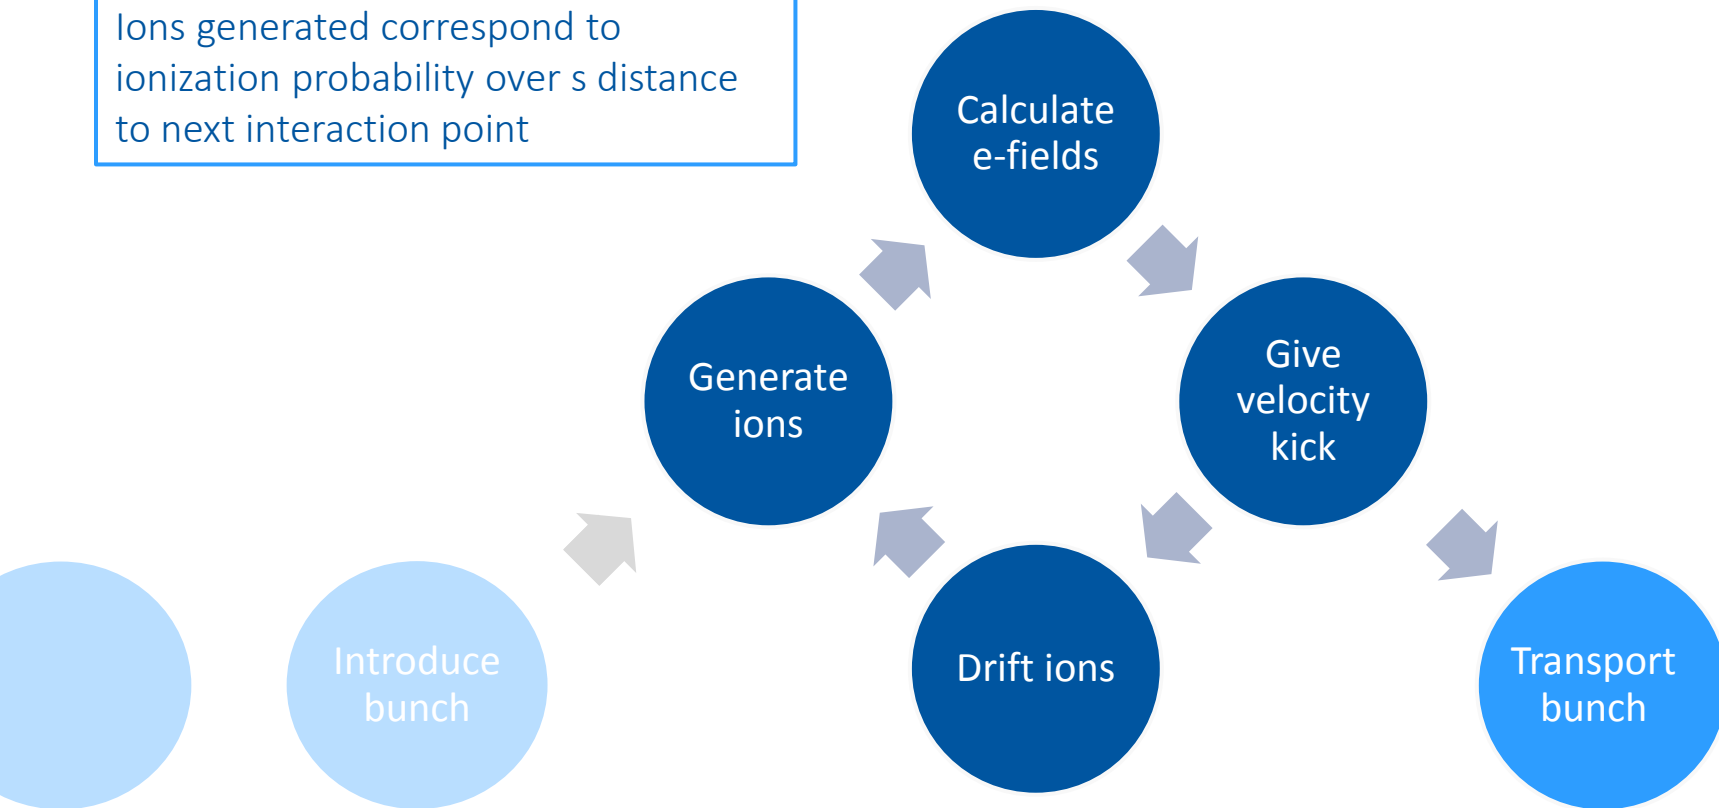 Ions generated correspond to
ionization probability over s distance
to next interaction point
Calculate
e-fields
Generate
ions
Give
velocity
kick
Introduce
bunch
Drift ions
Transport
bunch